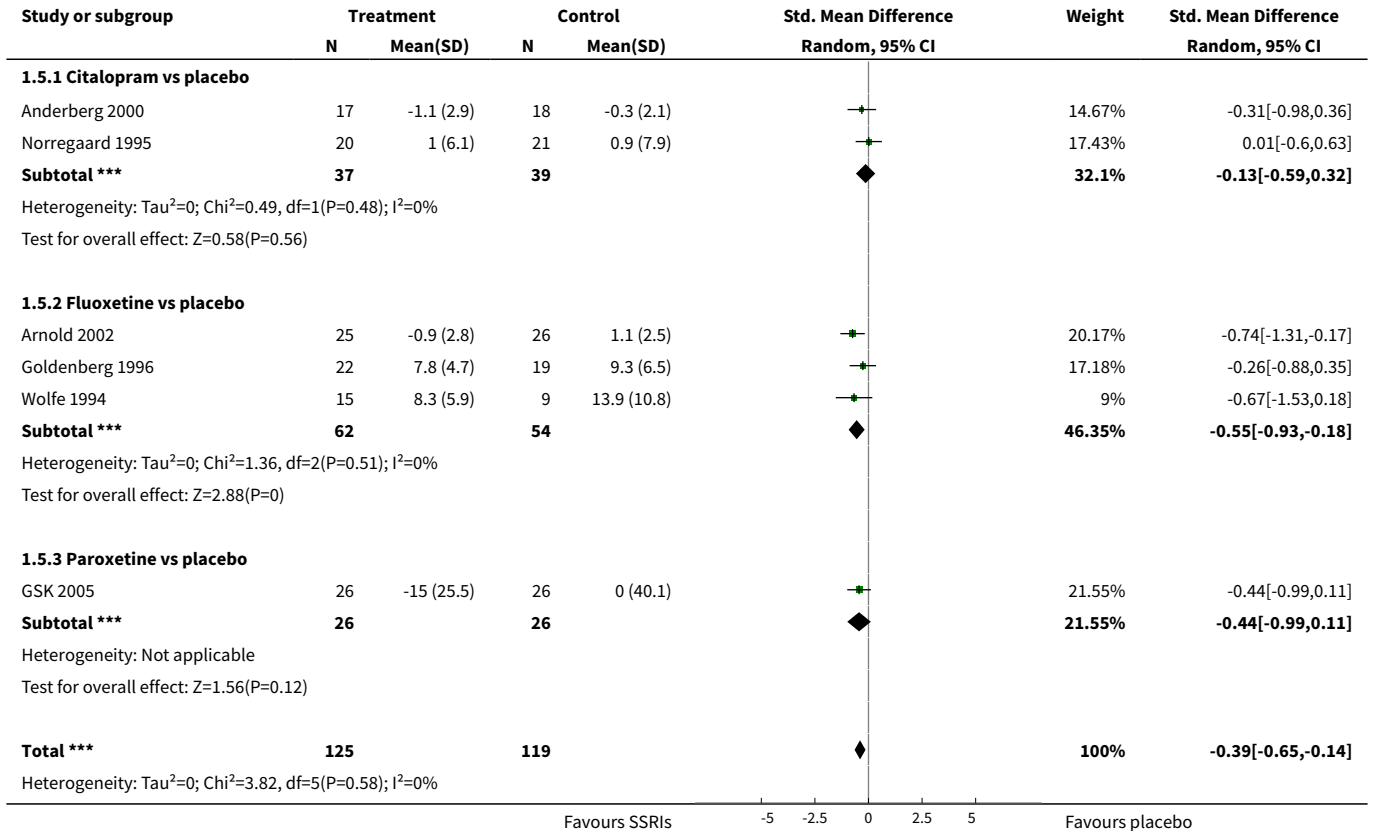 Study or subgroup Treatment Control Std. Mean Difference Weight Std. Mean Difference
N Mean(SD) N Mean(SD) Random, 95% CI Random, 95% CI
1.5.1 Citalopram vs placebo
Anderberg 2000 17 -1.1 (2.9) 18 -0.3 (2.1) 14.67% -0.31[-0.98,0.36]
Norregaard 1995 20 1 (6.1) 21 0.9 (7.9) 17.43% 0.01[-0.6,0.63]
Subtotal *** 37 39 32.1% -0.13[-0.59,0.32]
Heterogeneity: Tau²=0; Chi²=0.49, df=1(P=0.48); I²=0%
Test for overall effect: Z=0.58(P=0.56)
1.5.2 Fluoxetine vs placebo
Arnold 2002 25 -0.9 (2.8) 26 1.1 (2.5) 20.17% -0.74[-1.31,-0.17]
Goldenberg 1996 22 7.8 (4.7) 19 9.3 (6.5) 17.18% -0.26[-0.88,0.35]
Wolfe 1994 15 8.3 (5.9) 9 13.9 (10.8) 9% -0.67[-1.53,0.18]
Subtotal *** 62 54 46.35% -0.55[-0.93,-0.18]
Heterogeneity: Tau²=0; Chi²=1.36, df=2(P=0.51); I²=0%
Test for overall effect: Z=2.88(P=0)
1.5.3 Paroxetine vs placebo
GSK 2005 26 -15 (25.5) 26 0 (40.1) 21.55% -0.44[-0.99,0.11]
Subtotal *** 26 26 21.55% -0.44[-0.99,0.11]
Heterogeneity: Not applicable
Test for overall effect: Z=1.56(P=0.12)
Total *** 125 119 100% -0.39[-0.65,-0.14]
Heterogeneity: Tau²=0; Chi²=3.82, df=5(P=0.58); I²=0%
Favours SSRIs -5 -2.5 0 2.5 5 Favours placebo